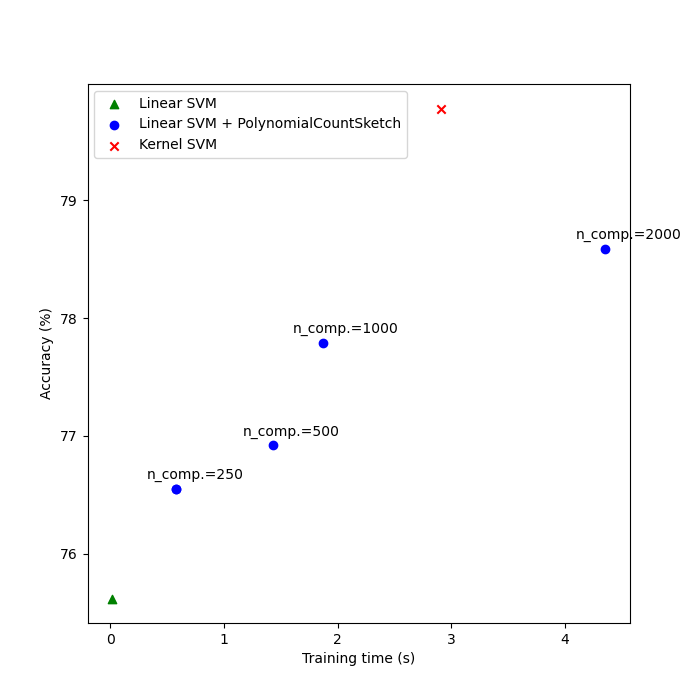 Linear SVM
Linear SVM + PolynomialCountSketch
Kernel SVM
79
n_comp.=2000
78
n_comp.=1000
Accuracy (%)
77
n_comp.=500
n_comp.=250
76
0 1 2 3 4
Training time (s)